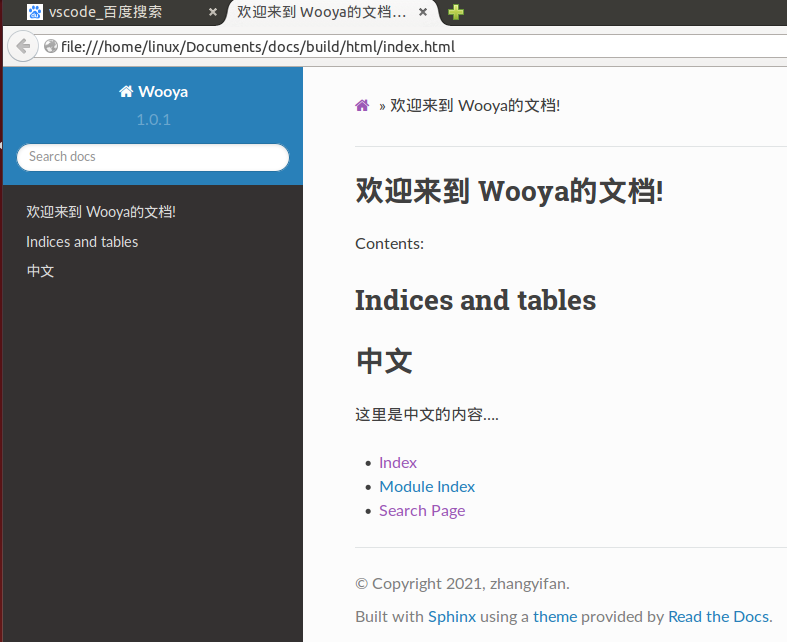 vscode_百度搜索
欢迎来到 Wooya的文档...
file:///home/linux/Documents/docs/build/html/index.html
Wooya
1.0.1
Search docs
欢迎来到 Wooya的文档!
Indices and tables
中文
» 欢迎来到 Wooya的文档!
欢迎来到 Wooya的文档!
Contents:
Indices and tables
中文
这里是中文的内容....
Index
Module Index
Search Page
© Copyright 2021, zhangyifan.
Built with Sphinx using a theme provided by Read the Docs.